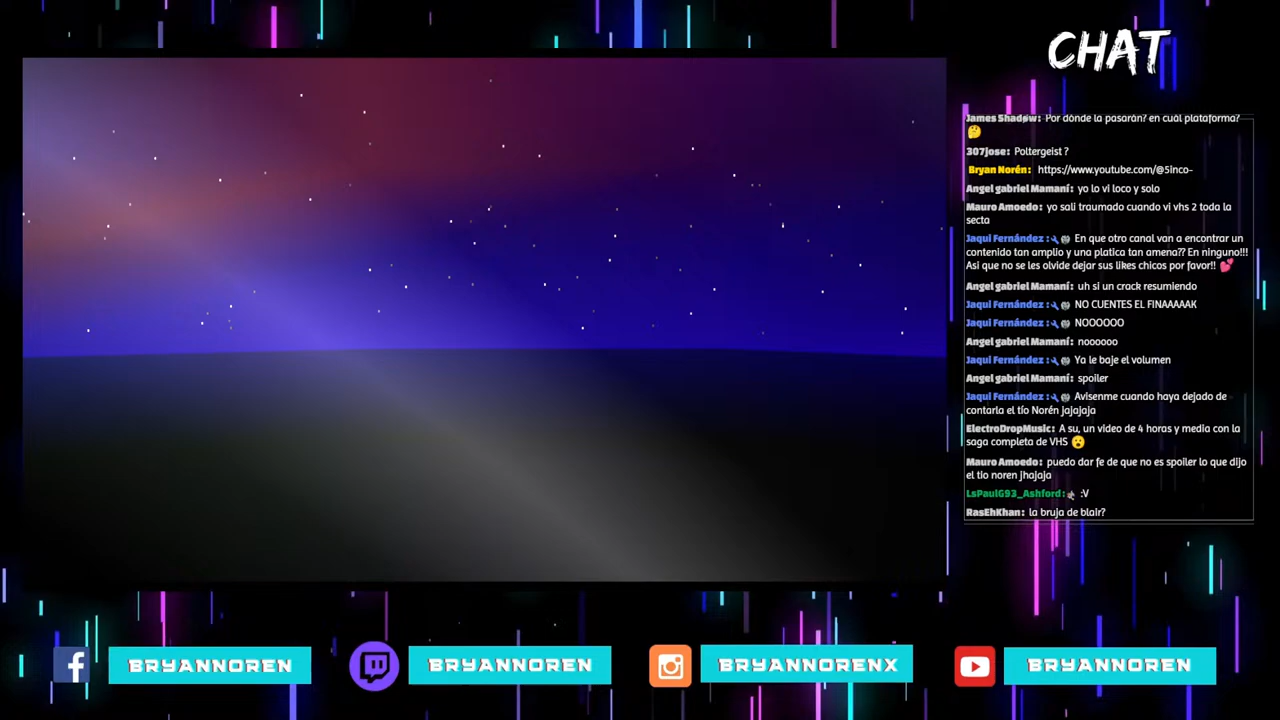 CHAT
James Shadow: Por dónde la pasarán? en cuál plataforma?
🤔
307jose: Poltergeist ?
Bryan Norén: https://www.youtube.com/@5inco-
Angel gabriel Mamaní: yo lo vi loco y solo
Mauro Amoedo: yo sali traumado cuando vi vhs 2 toda la
secta
Jaqui Fernández: En que otro canal van a encontrar un
contenido tan amplio y una platica tan amena?? En ninguno!!!
Asi que no se les olvide dejar sus likes chicos por favor!! 💕
Angel gabriel Mamaní: uh si un crack resumiendo
Jaqui Fernández: NO CUENTES EL FINAAAAAK
Jaqui Fernández: NOOOOOO
Angel gabriel Mamaní: noooooo
Jaqui Fernández: Ya le baje el volumen
Angel gabriel Mamaní: spoiler
Jaqui Fernández: Avisenme cuando haya dejado de
contarla el tío Norén jajajaja
ElectroDropMusic: A su, un video de 4 horas y media con la
saga completa de VHS 😮
Mauro Amoedo: puedo dar fe de que no es spoiler lo que dijo
el tio noren jhajaja
LsPaulG93_Ashford: :V
RasEhKhan: la bruja de blair?
BRYANNOREN
BRYANNOREN
BRYANNORENX
BRYANNOREN